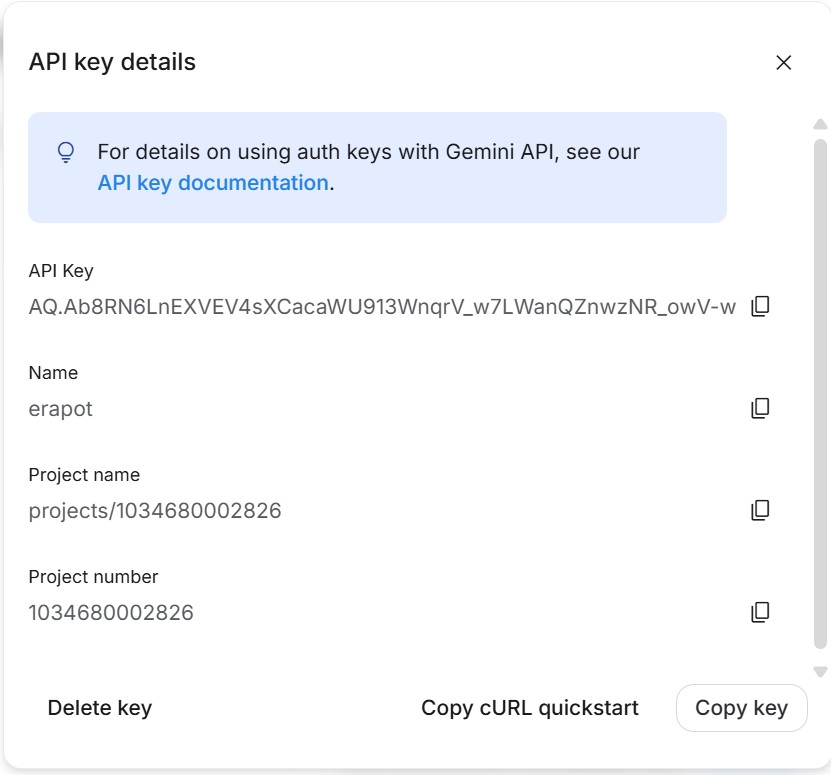 API key details
For details on using auth keys with Gemini API, see our
API key documentation.
API Key
AQ.Ab8RN6LnEXVEV4sXCacaWU913WnqrV_w7LWanQZnwzNR_owV-w
Name
erapot
Project name
projects/1034680002826
Project number
1034680002826
Delete key
Copy cURL quickstart
Copy key